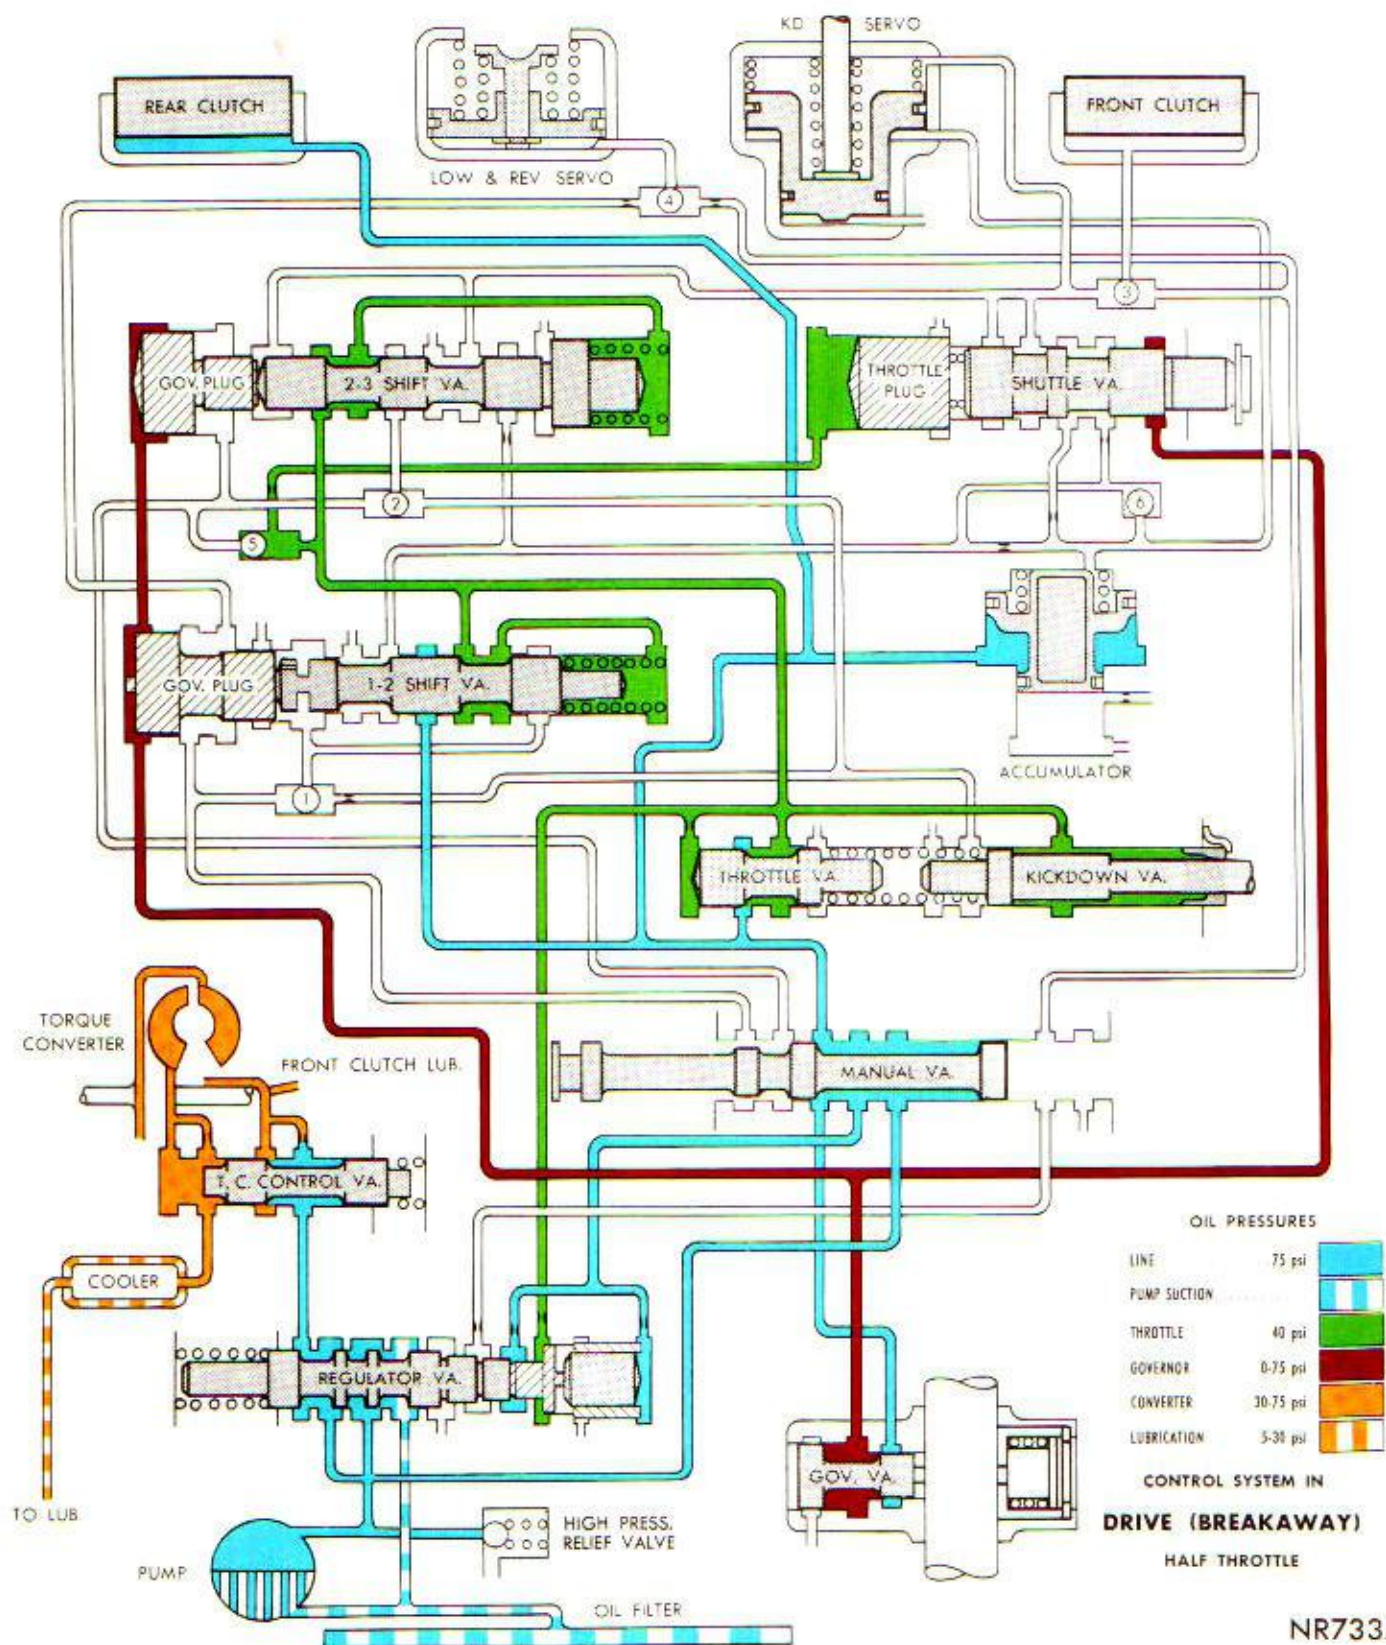 KD SERVO
REAR CLUTCH
FRONT CLUTCH
LOW & REV SERVO
4
3
GOV. PLUG
2-3 SHIFT VA.
THROTTLE PLUG
SHUTTLE VA.
2
6
5
GOV. PLUG
1-2 SHIFT VA.
ACCUMULATOR
1
THROTTLE VA.
KICKDOWN VA.
TORQUE CONVERTER
FRONT CLUTCH LUB.
MANUAL VA.
T. C. CONTROL VA.
COOLER
REGULATOR VA.
OIL PRESSURES
LINE 75 psi
PUMP SUCTION
THROTTLE 40 psi
GOVERNOR 0-75 psi
CONVERTER 30-75 psi
LUBRICATION 5-30 psi
GOV. VA.
CONTROL SYSTEM IN
DRIVE (BREAKAWAY)
HALF THROTTLE
TO LUB.
HIGH PRESS.
RELIEF VALVE
PUMP
OIL FILTER
NR733